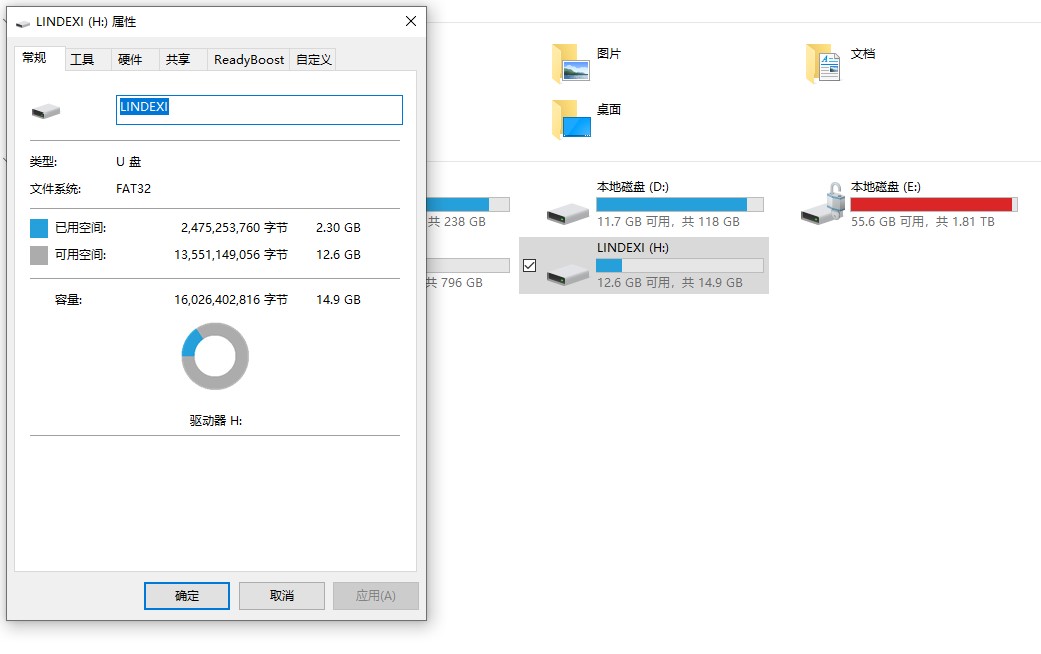 LINDEXI (H:) 属性
常规
工具
硬件
共享
ReadyBoost
自定义
LINDEXI
类型:
U 盘
文件系统:
FAT32
已用空间:
2,475,253,760 字节
2.30 GB
可用空间:
13,551,149,056 字节
12.6 GB
容量:
16,026,402,816 字节
14.9 GB
驱动器 H:
确定
取消
应用(A)
图片
文档
桌面
共 238 GB
本地磁盘 (D:)
11.7 GB 可用，共 118 GB
本地磁盘 (E:)
55.6 GB 可用，共 1.81 TB
共 796 GB
LINDEXI (H:)
12.6 GB 可用，共 14.9 GB